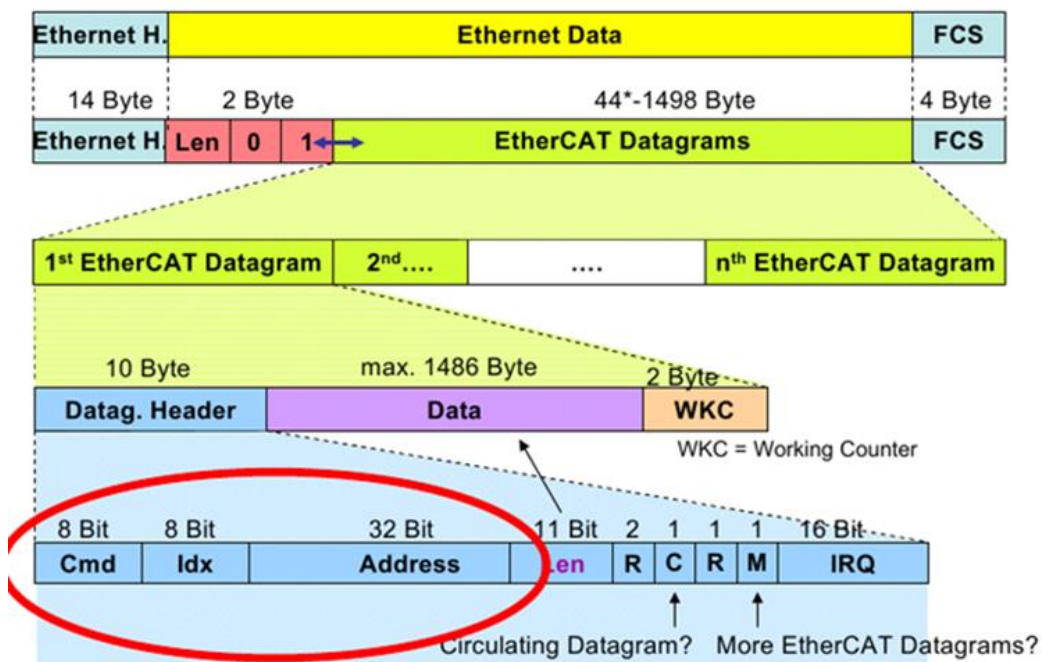 Ethernet H. Ethernet Data FCS
14 Byte 2 Byte 44*-1498 Byte 4 Byte
Ethernet H. Len 0 1 EtherCAT Datagrams FCS
1st EtherCAT Datagram 2nd.... .... nth EtherCAT Datagram
10 Byte max. 1486 Byte 2 Byte
Datag. Header Data WKC
WKC = Working Counter
8 Bit 8 Bit 32 Bit 11 Bit 2 1 1 1 16 Bit
Cmd Idx Address Len R C R M IRQ
Circulating Datagram? More EtherCAT Datagrams?